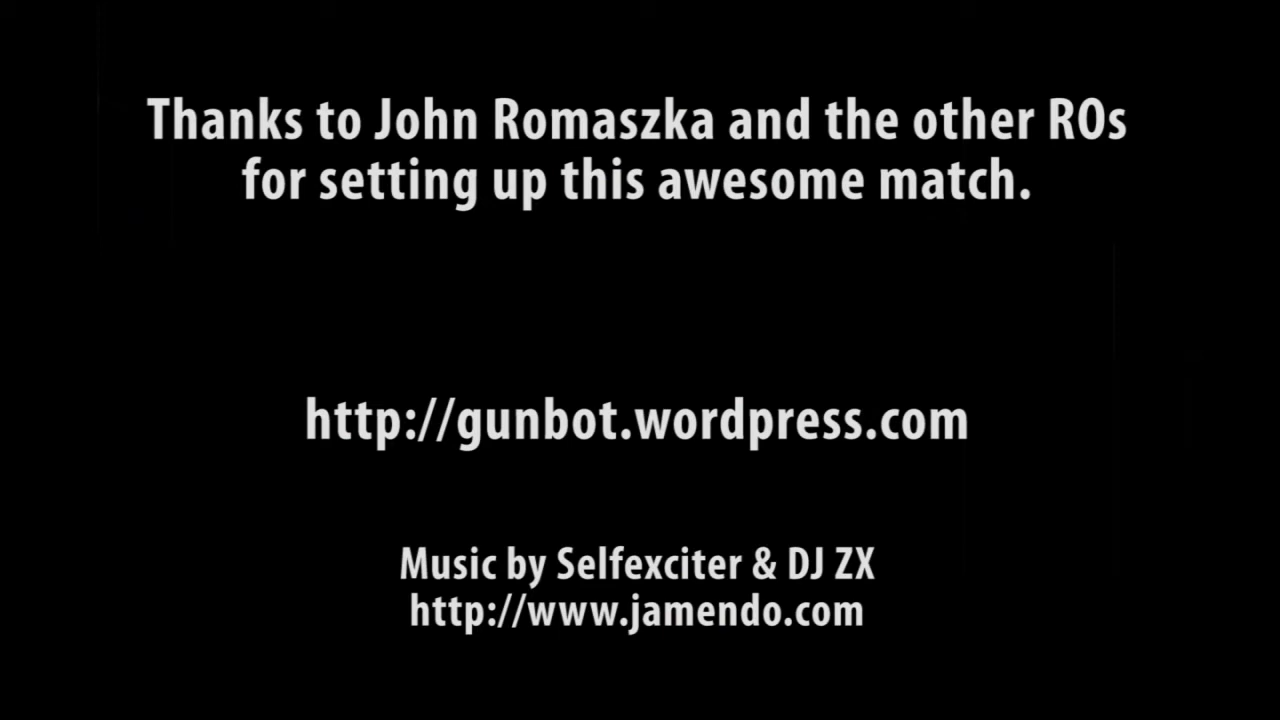 Thanks to John Romaszka and the other ROs
for setting up this awesome match.
http://gunbot.wordpress.com
Music by Selfexciter & DJ ZX
http://www.jamendo.com